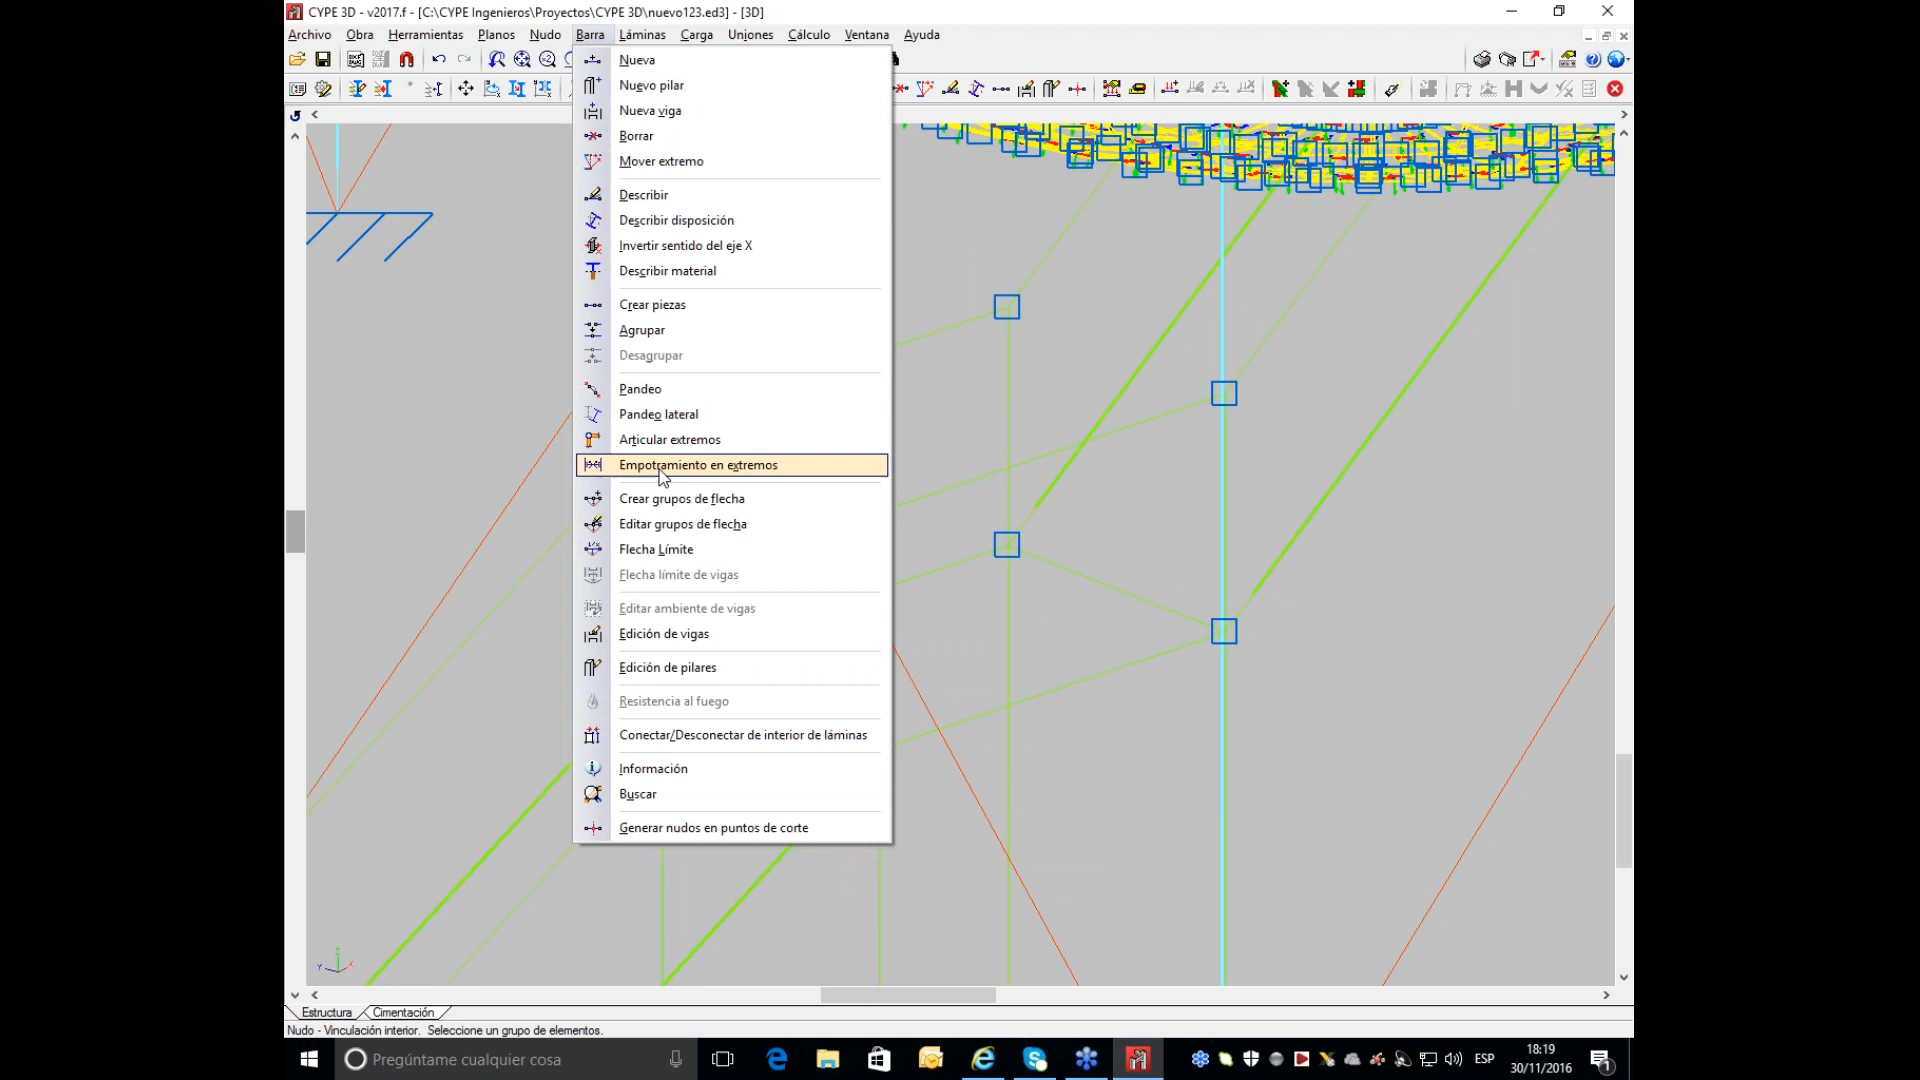 CYPE 3D - v2017.f - [C:\CYPE Ingenieros\Proyectos\CYPE 3D\nuevo123.ed3] - [3D]
Archivo Obra Herramientas Planos Nudo Barra Láminas Carga Uniones Cálculo Ventana Ayuda
Nueva
Nuevo pilar
Nueva viga
Borrar
Mover extremo
Describir
Describir disposición
Invertir sentido del eje X
Describir material
Crear piezas
Agrupar
Desagrupar
Pandeo
Pandeo lateral
Articular extremos
Empotramiento en extremos
Crear grupos de flecha
Editar grupos de flecha
Flecha Límite
Flecha límite de vigas
Editar ambiente de vigas
Edición de vigas
Edición de pilares
Resistencia al fuego
Conectar/Desconectar de interior de láminas
Información
Buscar
Generar nudos en puntos de corte
Estructura Cimentación
Nudo - Vinculación interior. Seleccione un grupo de elementos.
Pregúntame cualquier cosa
ESP
18:19
30/11/2016
1